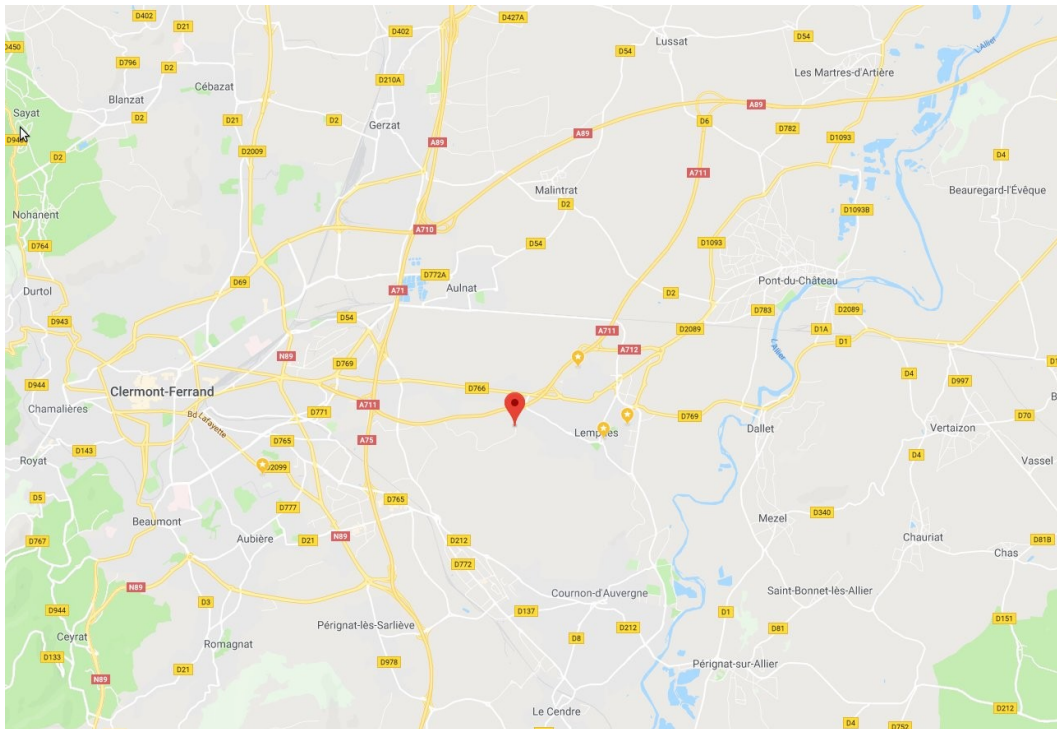 D402
D21
D427A
D402
D54
Lussat
D54
L'Allier
D450
D796
D2
D210A
Les Martres-d'Artière
Cébazat
Blanzat
A89
Sayat
D2
D21
D2
Gerzat
A89
D6
D782
D1093
A89
D2009
D2
D4
A711
Malintrat
Beauregard-l'Évêque
D2
Nohanent
D1093B
A710
D764
D54
D1093
D772A
Pont-du-Château
D69
A71
Aulnat
Durtol
D2
D783
D2089
D54
D943
A711
D2089
D1A
L'Allier
D1
N89
D769
A712
D4
D997
D944
Clermont-Ferrand
D766
Chamalières
A711
D771
Bd Lafayette
D769
D70
Dallet
Vertaizon
D143
D765
A75
Lempdes
D4
Royat
D2099
Vassel
D5
D765
D777
D340
Beaumont
Mezel
D767
Aubière
D21
N89
D212
Chauriat
D81B
Chas
D772
N89
Cournon-d'Auvergne
Saint-Bonnet-lès-Allier
D944
D3
D137
D1
D151
Pérignat-lès-Sarliève
D212
D81
Ceyrat
D8
Romagnat
D133
D21
D978
Pérignat-sur-Allier
N89
Le Cendre
D212
D4
D752